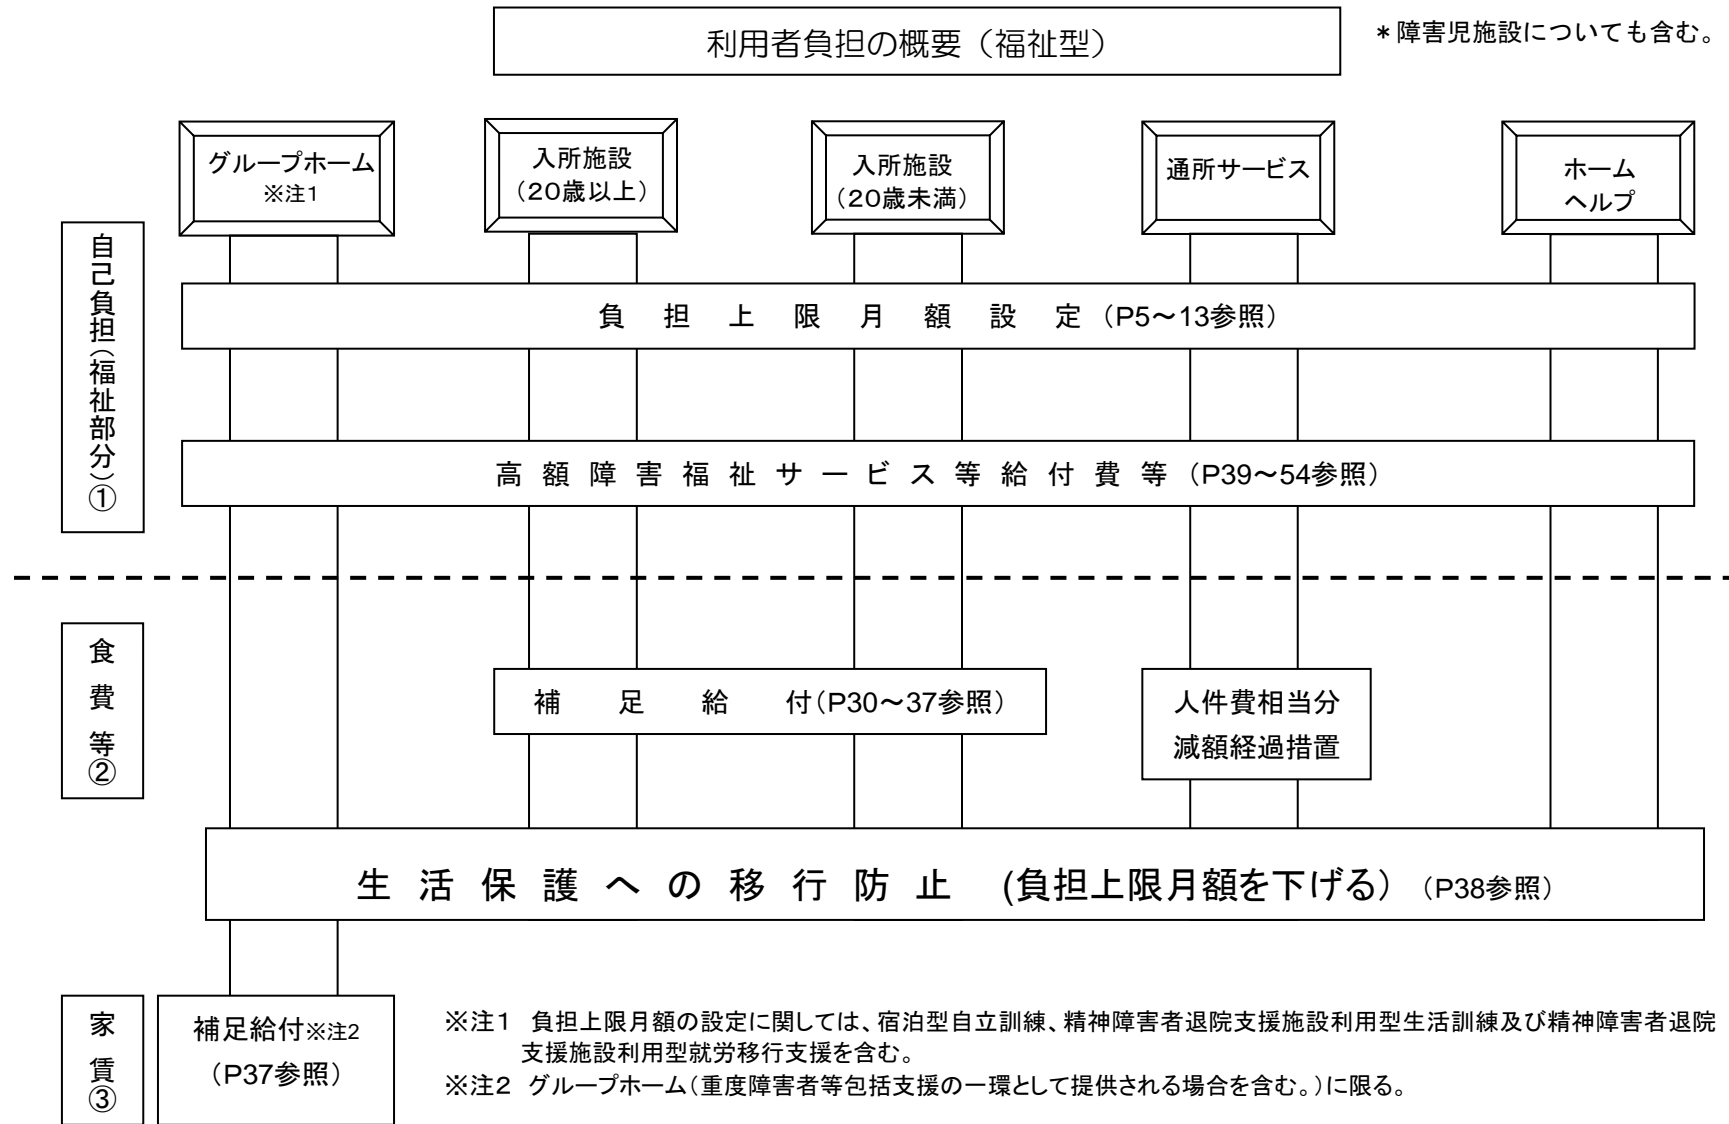 利用者負担の概要（福祉型）
＊障害児施設についても含む。
グループホーム
※注1
入所施設
（20歳以上）
入所施設
（20歳未満）
通所サービス
ホーム
ヘルプ
自己負担（福祉部分）①
負担上限月額設定（P5～13参照）
高額障害福祉サービス等給付費等（P39～54参照）
食費等②
補足給付（P30～37参照）
人件費相当分
減額経過措置
生活保護への移行防止 (負担上限月額を下げる）（P38参照）
家賃③
補足給付※注2
（P37参照）
※注1 負担上限月額の設定に関しては、宿泊型自立訓練、精神障害者退院支援施設利用型生活訓練及び精神障害者退院
支援施設利用型就労移行支援を含む。
※注2 グループホーム（重度障害者等包括支援の一環として提供される場合を含む。）に限る。